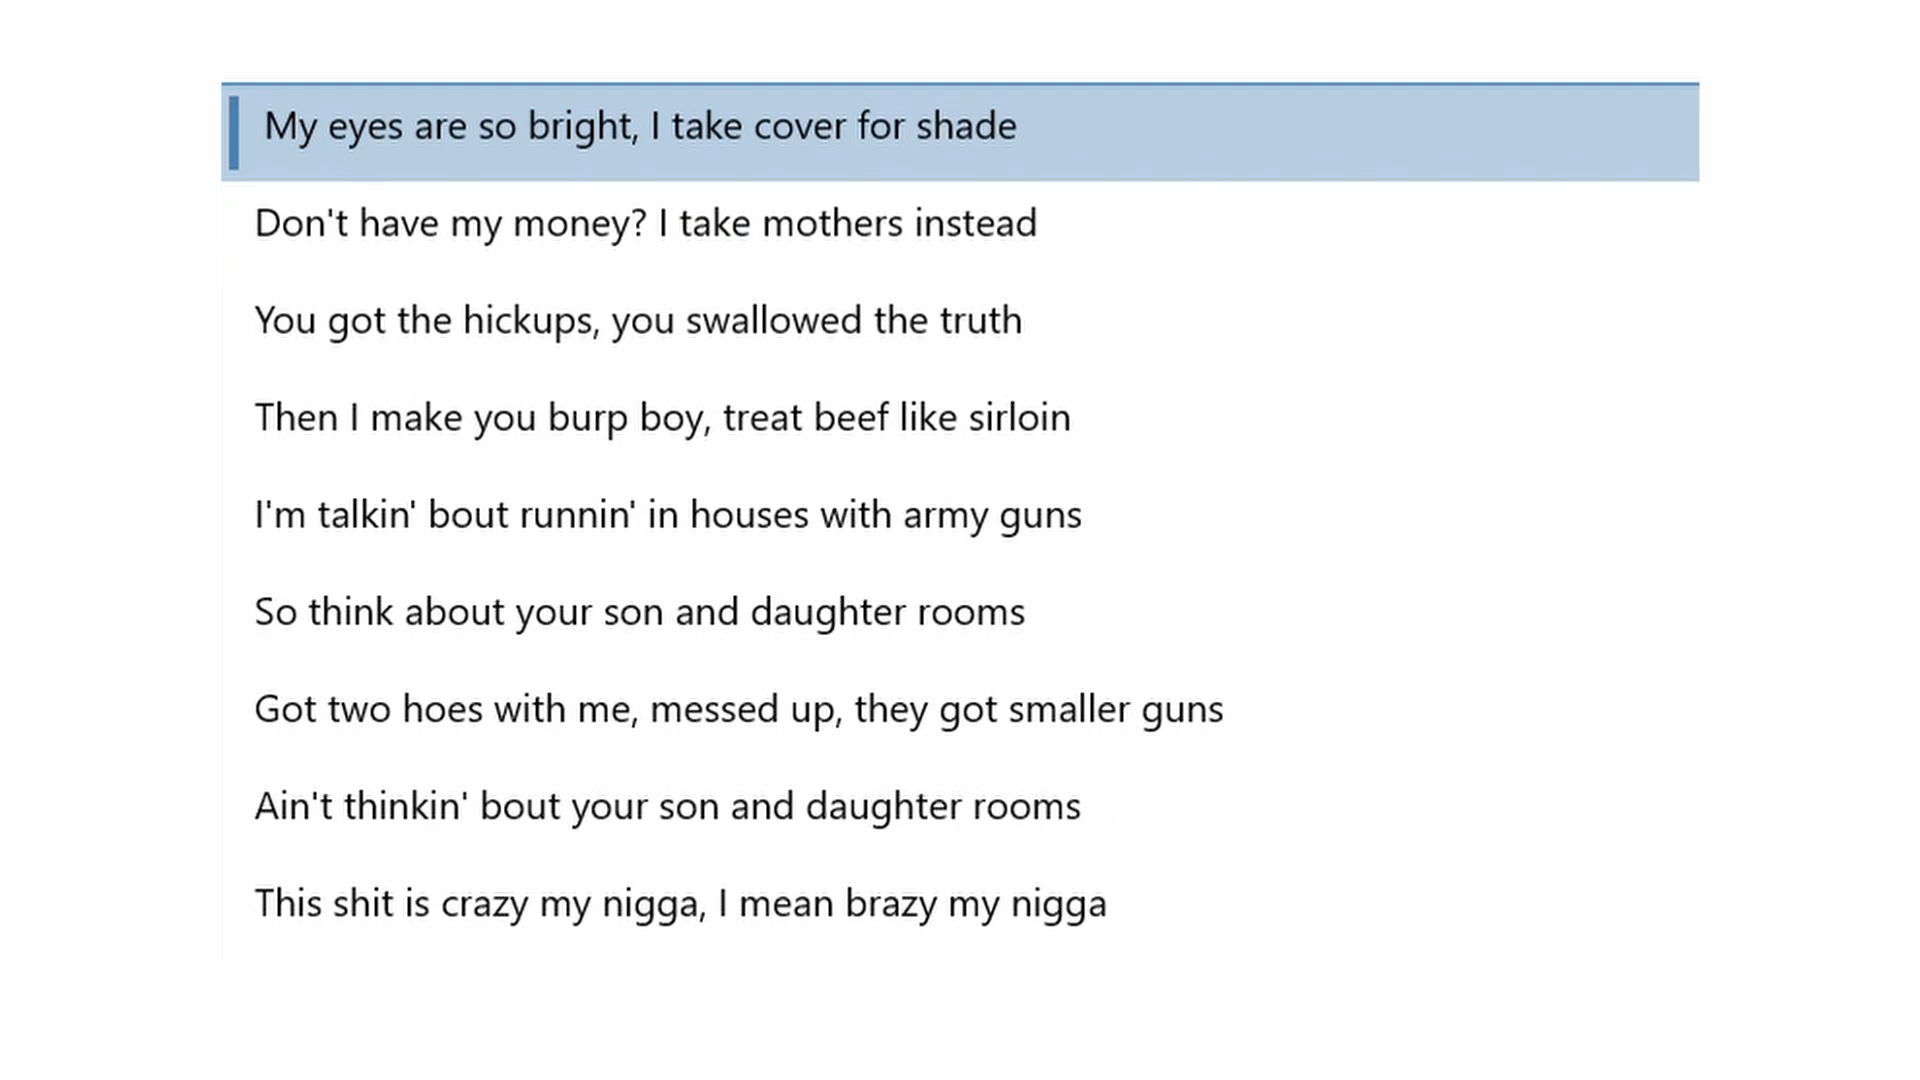 My eyes are so bright, I take cover for shade
Don't have my money? I take mothers instead
You got the hickups, you swallowed the truth
Then I make you burp boy, treat beef like sirloin
I'm talkin' bout runnin' in houses with army guns
So think about your son and daughter rooms
Got two hoes with me, messed up, they got smaller guns
Ain't thinkin' bout your son and daughter rooms
This shit is crazy my nigga, I mean brazy my nigga